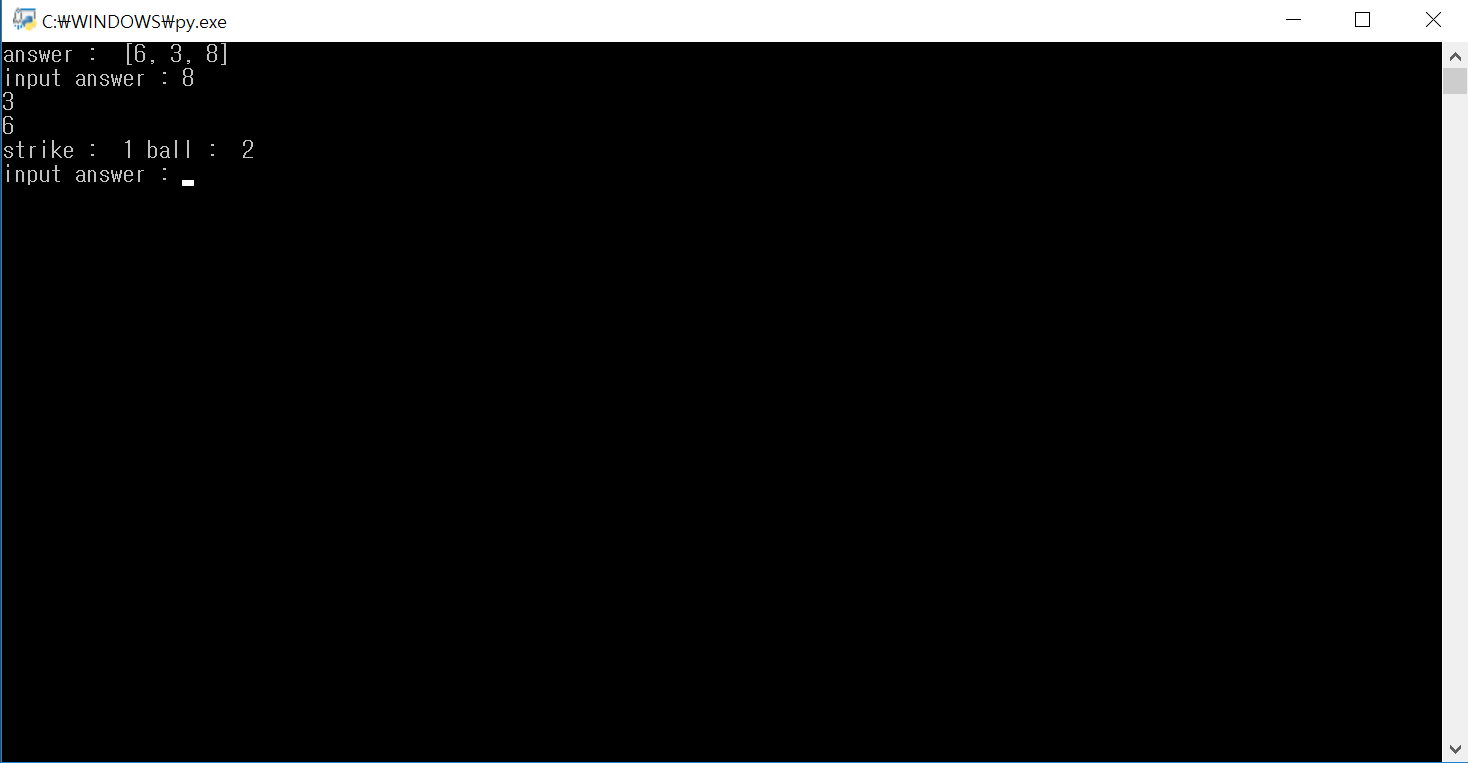 C:₩WINDOWS₩py.exe
answer :  [6, 3, 8]
input answer : 8
3
6
strike :  1 ball :  2
input answer :